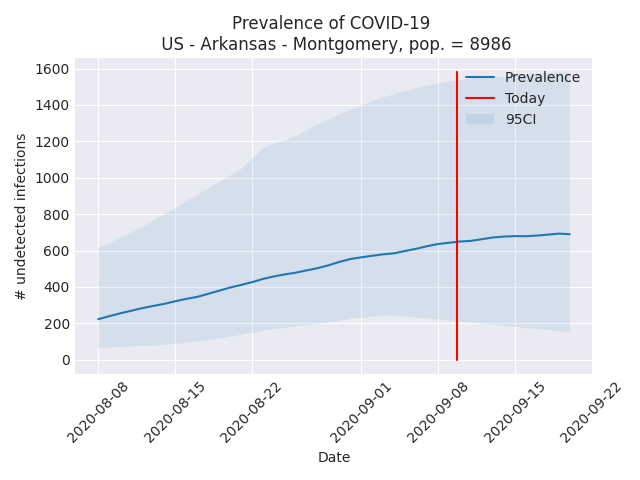 Prevalence of COVID-19
US - Arkansas - Montgomery, pop. = 8986
1600
1400
1200
1000
800
600
400
200
0
# undetected infections
Prevalence
Today
95CI
2020-08-08
2020-08-15
2020-08-22
2020-09-01
2020-09-08
2020-09-15
2020-09-22
Date